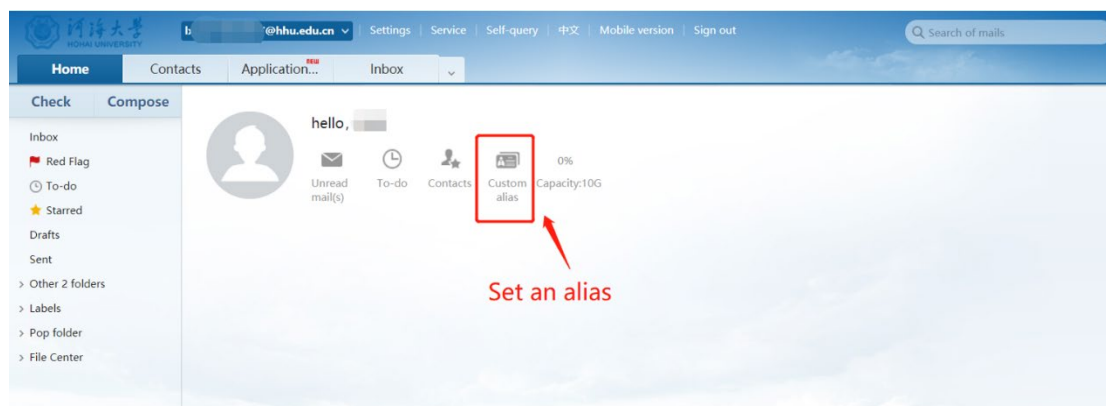 河海大学
HOHAI UNIVERSITY
b @hhu.edu.cn Settings Service Self-query 中文 Mobile version Sign out
Search of mails
Home Contacts Application... NEW Inbox
Check Compose
Inbox
Red Flag
To-do
Starred
Drafts
Sent
Other 2 folders
Labels
Pop folder
File Center
hello,
Unread mail(s)
To-do
Contacts
Custom alias
0%
Capacity:10G
Set an alias